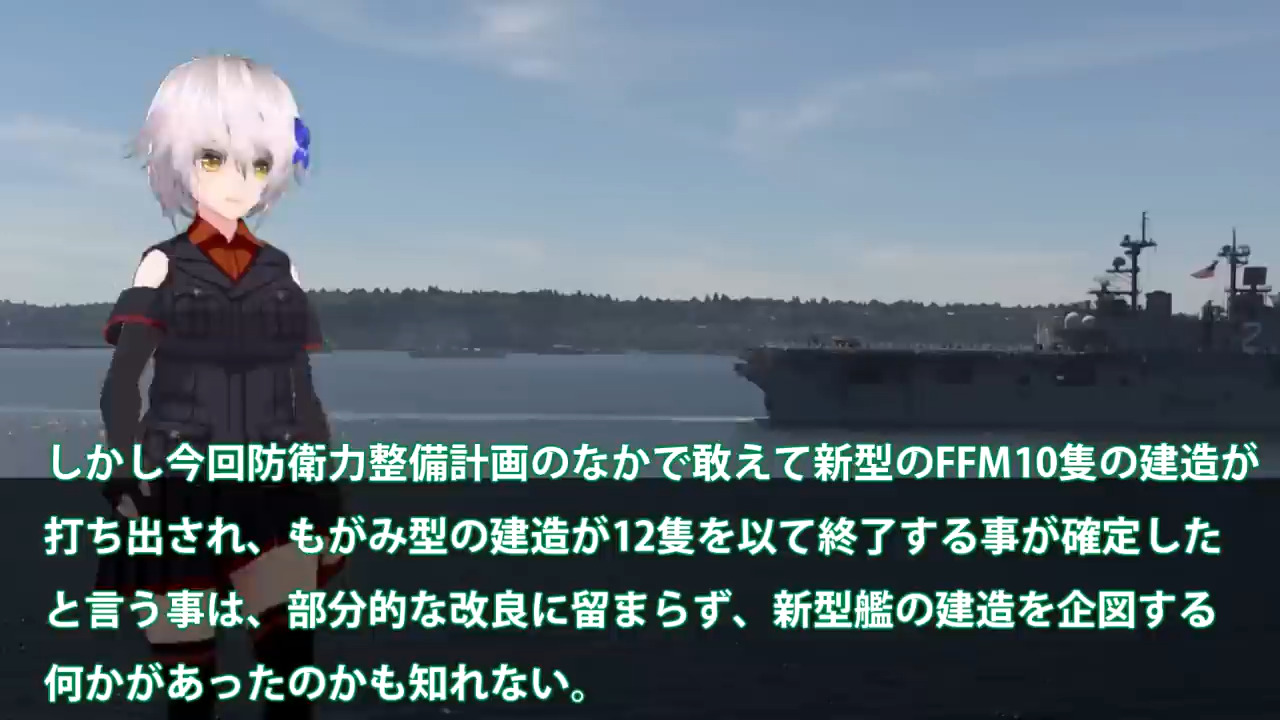 しかし今回防衛力整備計画のなかで敢えて新型のFFM10隻の建造が
打ち出され、もがみ型の建造が12隻を以て終了する事が確定した
と言う事は、部分的な改良に留まらず、新型艦の建造を企図する
何かがあったのかも知れない。
2